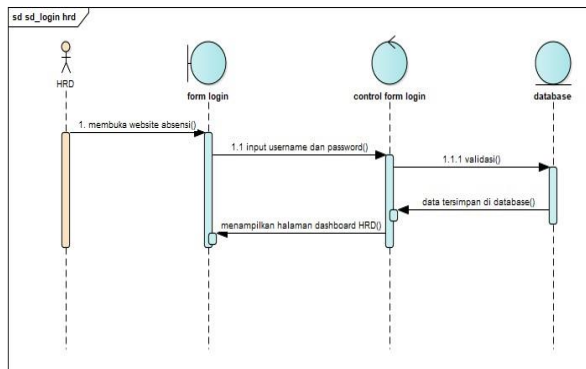 sd sd_login hrd
HRD
form login
control form login
database
1. membuka website absensi()
1.1 input username dan password()
1.1.1 validasi()
data tersimpan di database()
menampilkan halaman dashboard HRD()